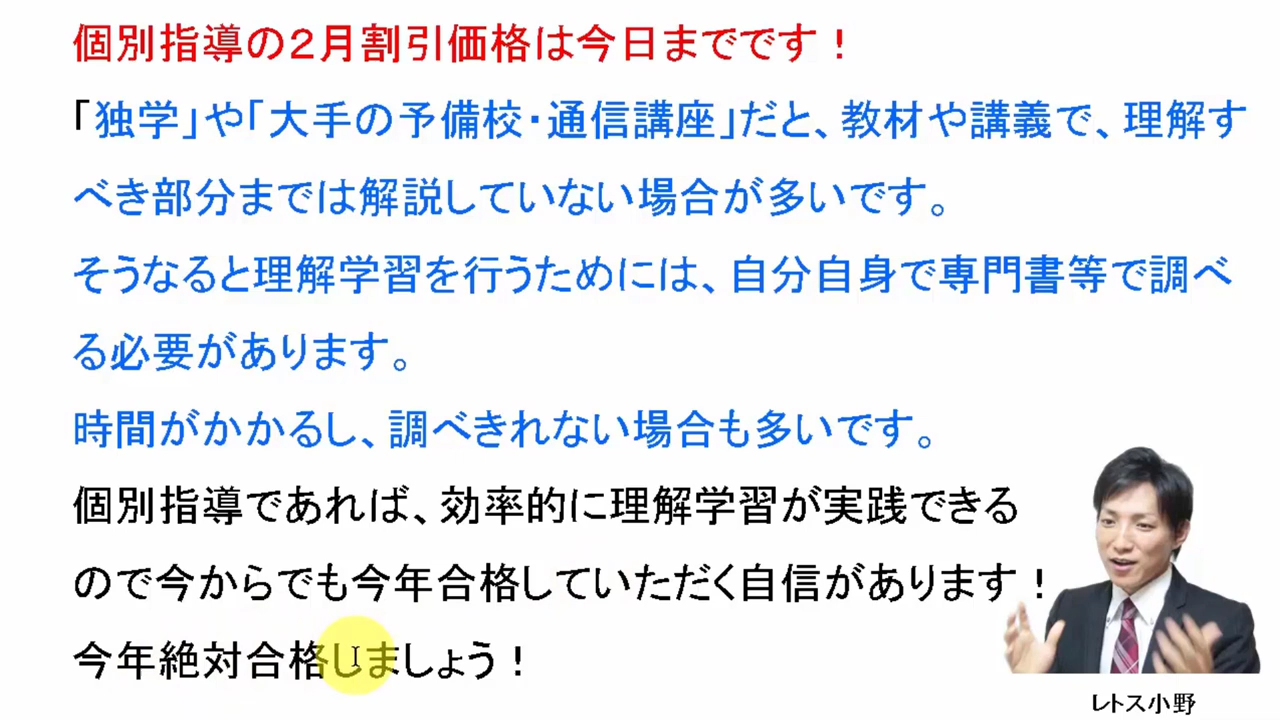 個別指導の２月割引価格は今日までです！
「独学」や「大手の予備校・通信講座」だと、教材や講義で、理解す
べき部分までは解説していない場合が多いです。
そうなると理解学習を行うためには、自分自身で専門書等で調べ
る必要があります。
時間がかかるし、調べきれない場合も多いです。
個別指導であれば、効率的に理解学習が実践できる
ので今からでも今年合格していただく自信があります！
今年絶対合格しましょう！
レトス小野